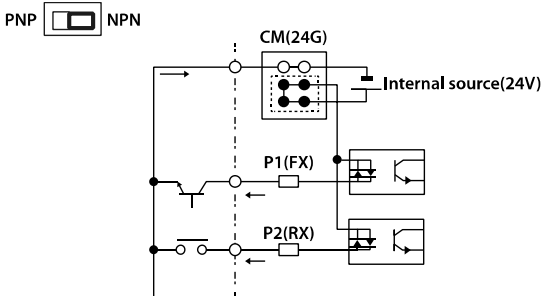 PNP NPN
CM(24G)
Internal source(24V)
P1(FX)
P2(RX)